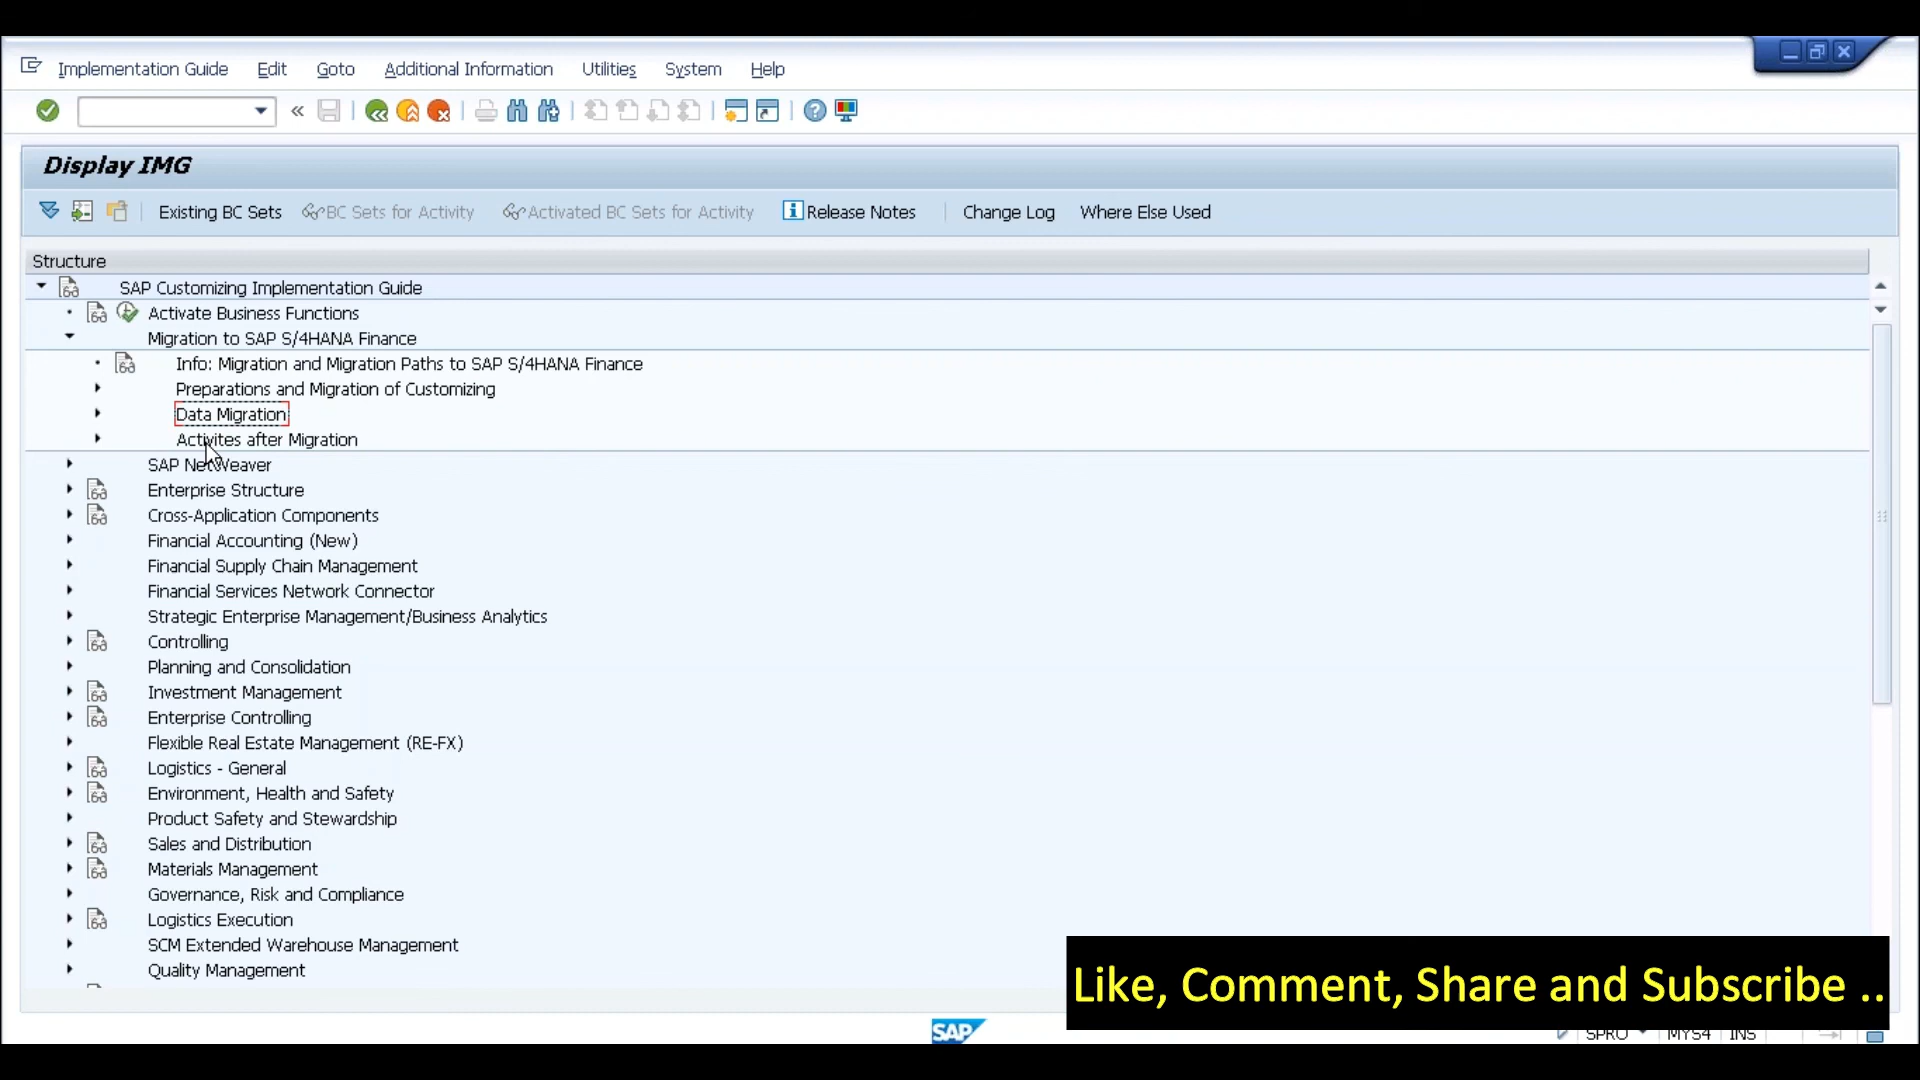 Implementation Guide Edit Goto Additional Information Utilities System Help
Display IMG
Existing BC Sets BC Sets for Activity Activated BC Sets for Activity Release Notes Change Log Where Else Used
Structure
SAP Customizing Implementation Guide
Activate Business Functions
Migration to SAP S/4HANA Finance
Info: Migration and Migration Paths to SAP S/4HANA Finance
Preparations and Migration of Customizing
Data Migration
Activites after Migration
SAP NetWeaver
Enterprise Structure
Cross-Application Components
Financial Accounting (New)
Financial Supply Chain Management
Financial Services Network Connector
Strategic Enterprise Management/Business Analytics
Controlling
Planning and Consolidation
Investment Management
Enterprise Controlling
Flexible Real Estate Management (RE-FX)
Logistics - General
Environment, Health and Safety
Product Safety and Stewardship
Sales and Distribution
Materials Management
Governance, Risk and Compliance
Logistics Execution
SCM Extended Warehouse Management
Quality Management
Like, Comment, Share and Subscribe ..
SAP SPRO MYS4 INS